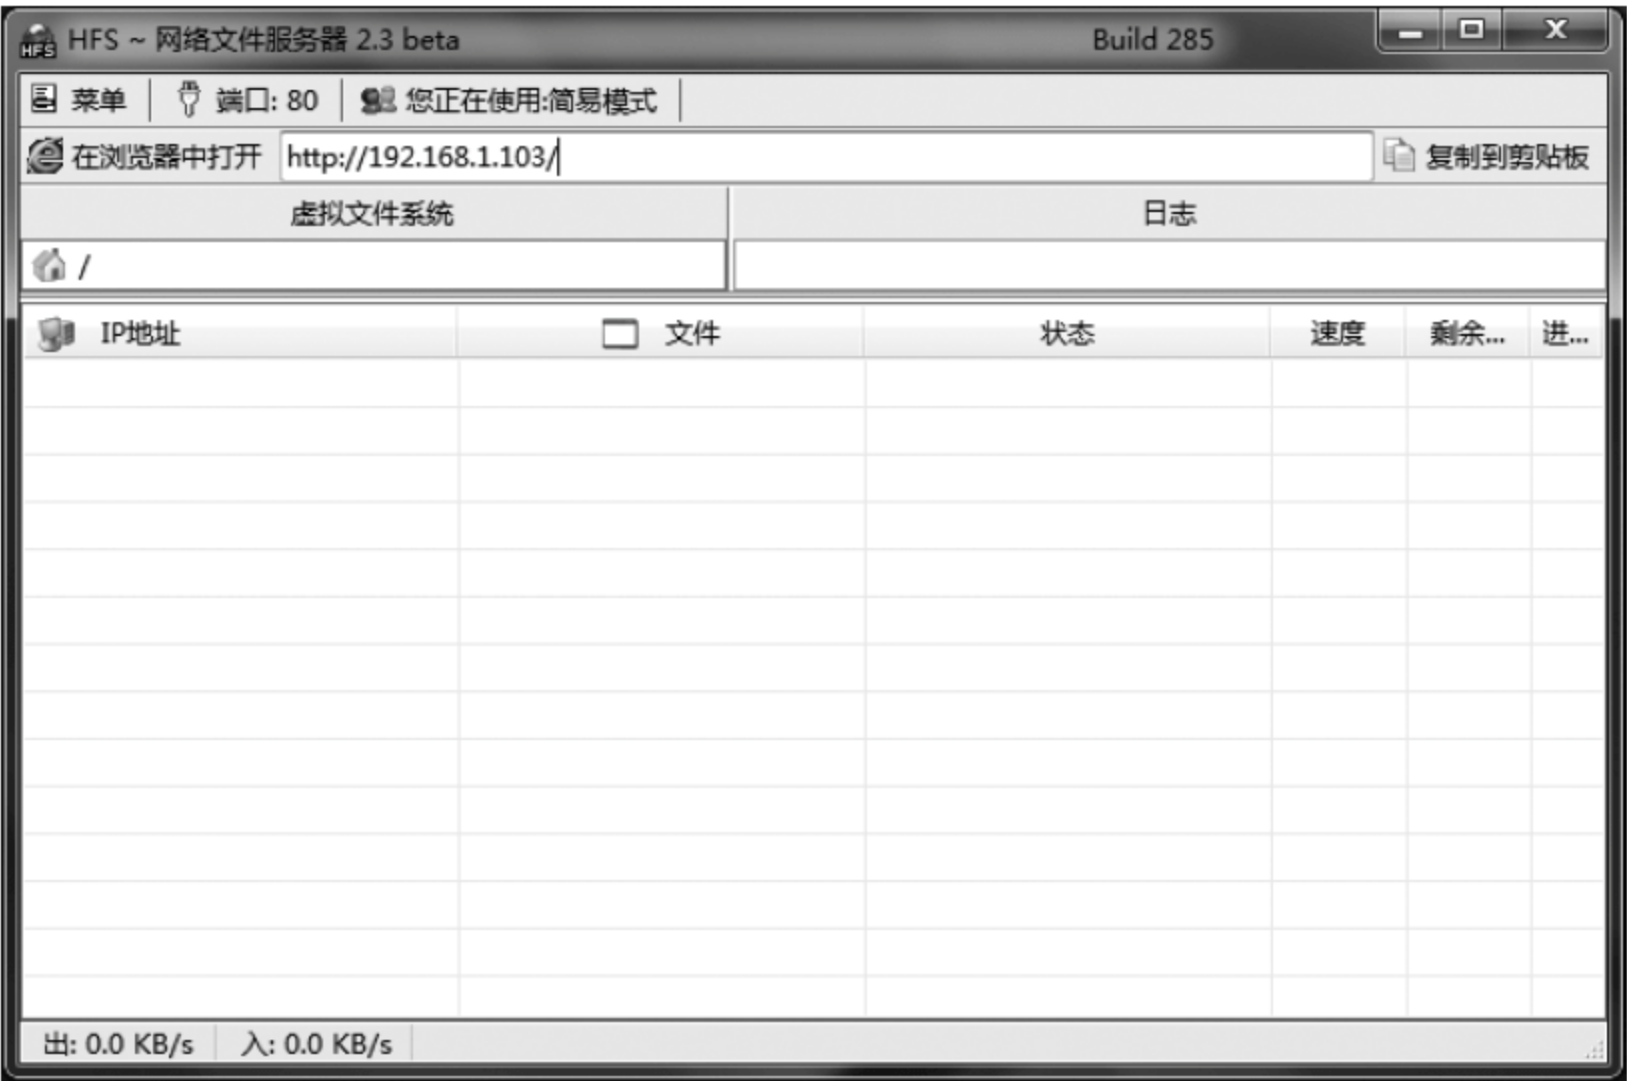 HFS ~ 网络文件服务器 2.3 beta Build 285
菜单 端口: 80 您正在使用:简易模式
在浏览器中打开 http://192.168.1.103/ 复制到剪贴板
虚拟文件系统 日志
/
IP地址 文件 状态 速度 剩余... 进...
出: 0.0 KB/s 入: 0.0 KB/s